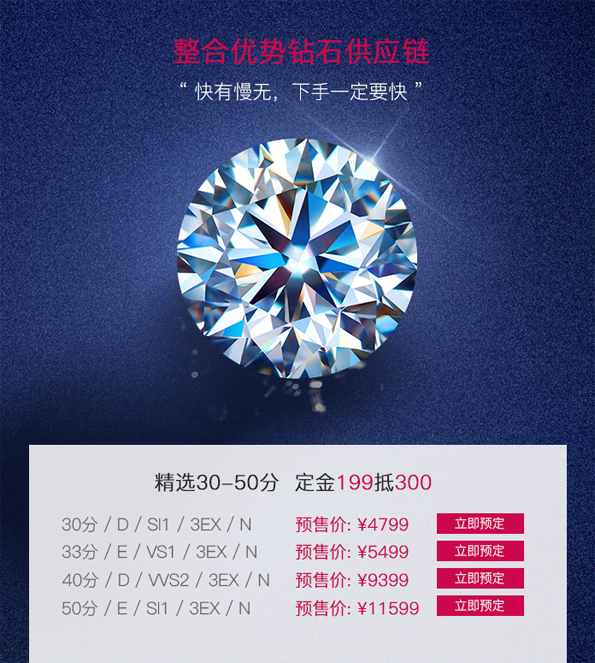 整合优势钻石供应链
“ 快有慢无，下手一定要快 ”
精选30-50分 定金199抵300
30分 / D / SI1 / 3EX / N 预售价: ¥4799 立即预定
33分 / E / VS1 / 3EX / N 预售价: ¥5499 立即预定
40分 / D / VVS2 / 3EX / N 预售价: ¥9399 立即预定
50分 / E / SI1 / 3EX / N 预售价: ¥11599 立即预定